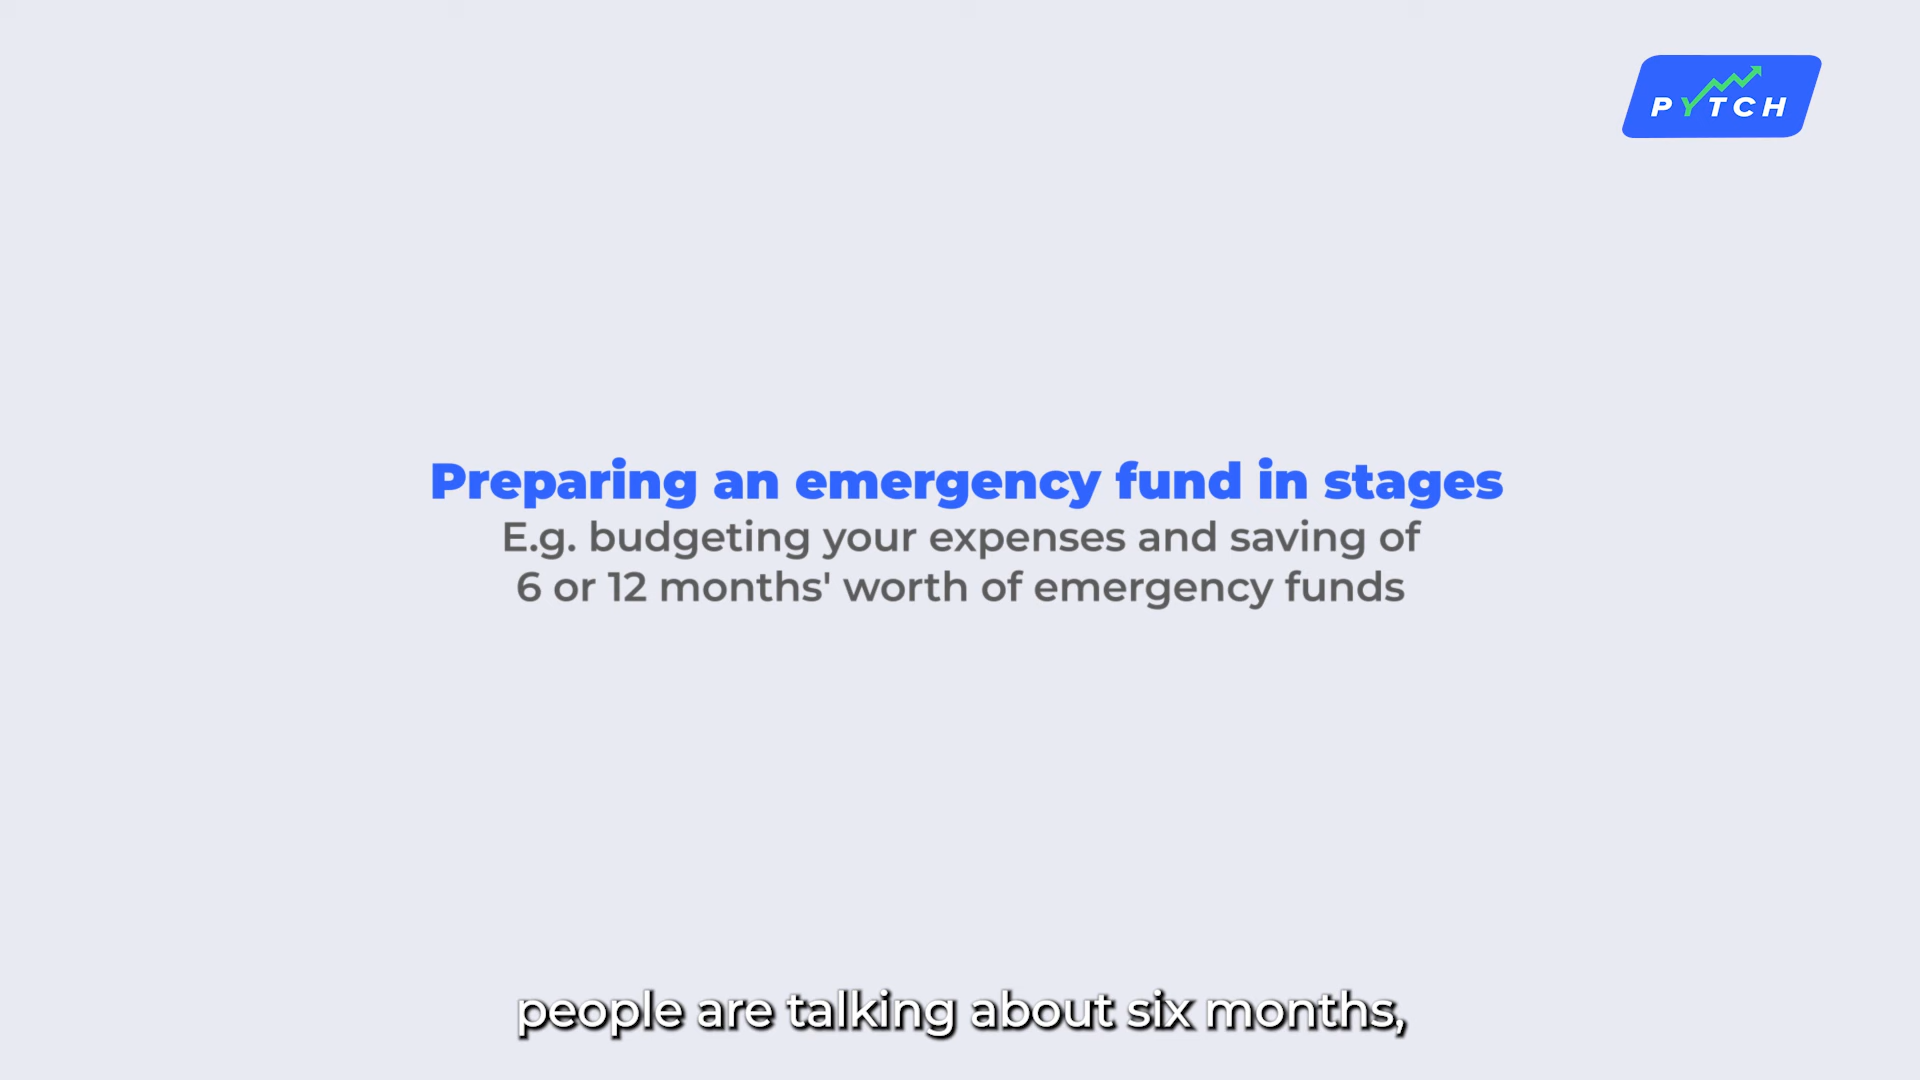 PYTCH
Preparing an emergency fund in stages
E.g. budgeting your expenses and saving of
6 or 12 months' worth of emergency funds
people are talking about six months,